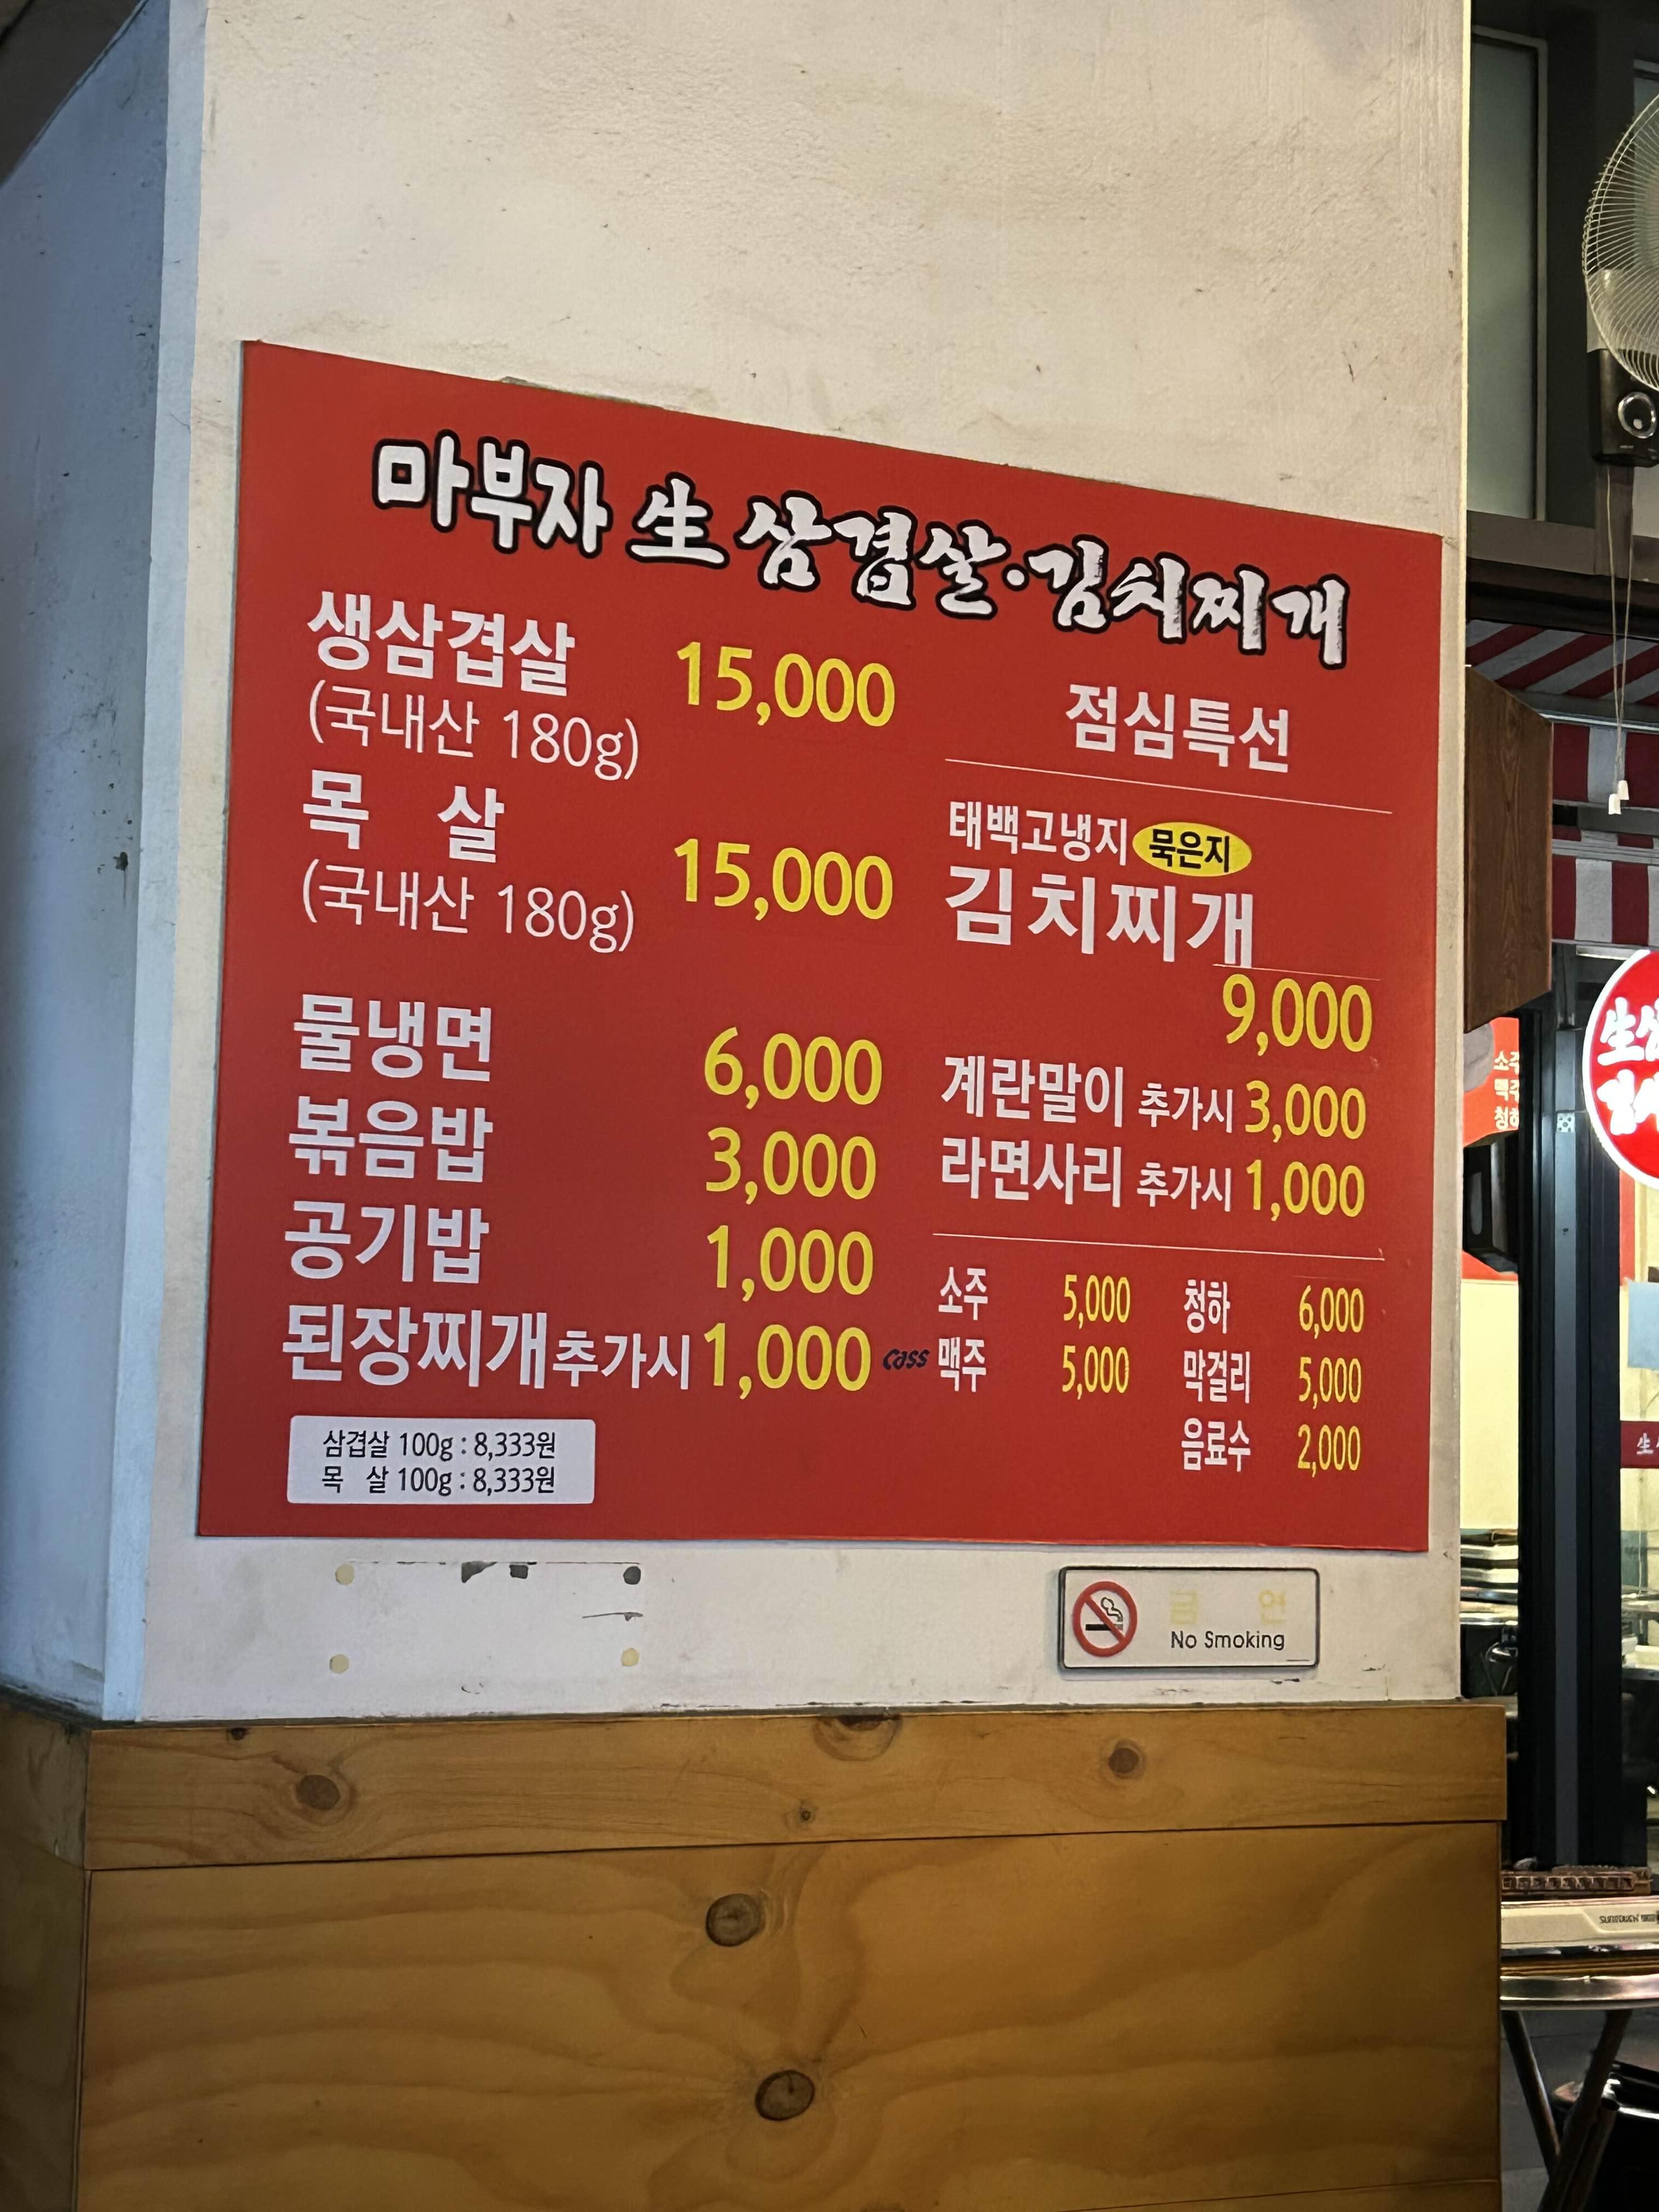 마부자 生 삼겹살·김치찌개
생삼겹살 15,000
(국내산 180g)
목 살 15,000
(국내산 180g)
물냉면 6,000
볶음밥 3,000
공기밥 1,000
된장찌개추가시 1,000
삼겹살 100g : 8,333원
목 살 100g : 8,333원
점심특선
태백고냉지 묵은지
김치찌개
9,000
계란말이 추가시 3,000
라면사리 추가시 1,000
소주 5,000 청하 6,000
cass 맥주 5,000 막걸리 5,000
음료수 2,000
금 연
No Smoking
소주
맥주
청하
生